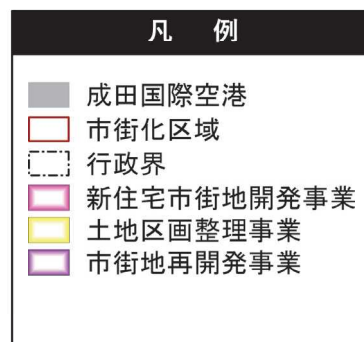 凡 例
成田国際空港
市街化区域
行政界
新住宅市街地開発事業
土地区画整理事業
市街地再開発事業